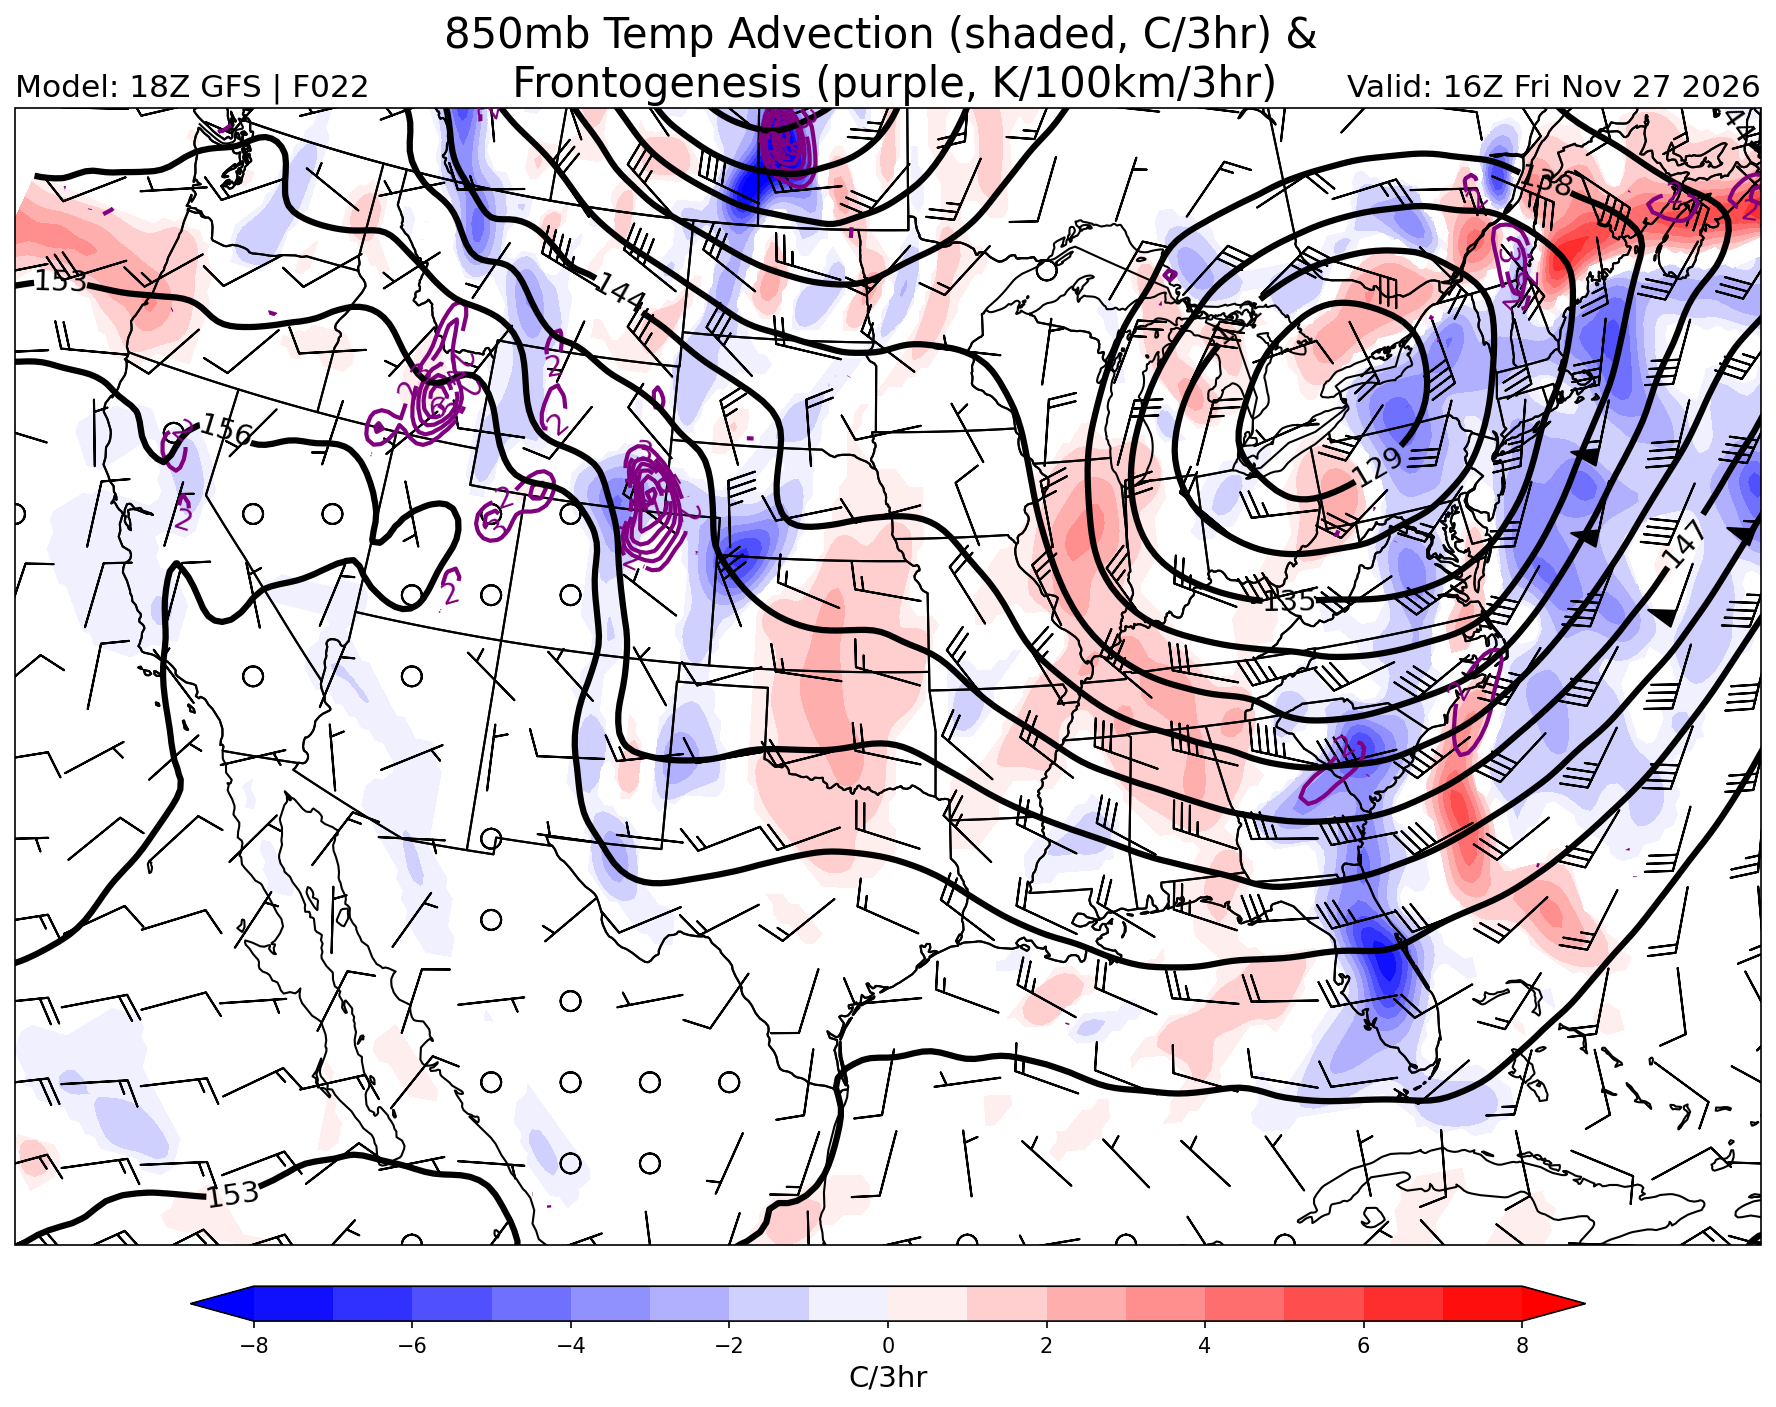 850mb Temp Advection (shaded, C/3hr) &
Model: 18Z GFS | F022
Frontogenesis (purple, K/100km/3hr)
Valid: 16Z Fri Nov 27 2026
138
153
144
156
129
147
135
153
−8 −6 −4 −2 0 2 4 6 8
C/3hr